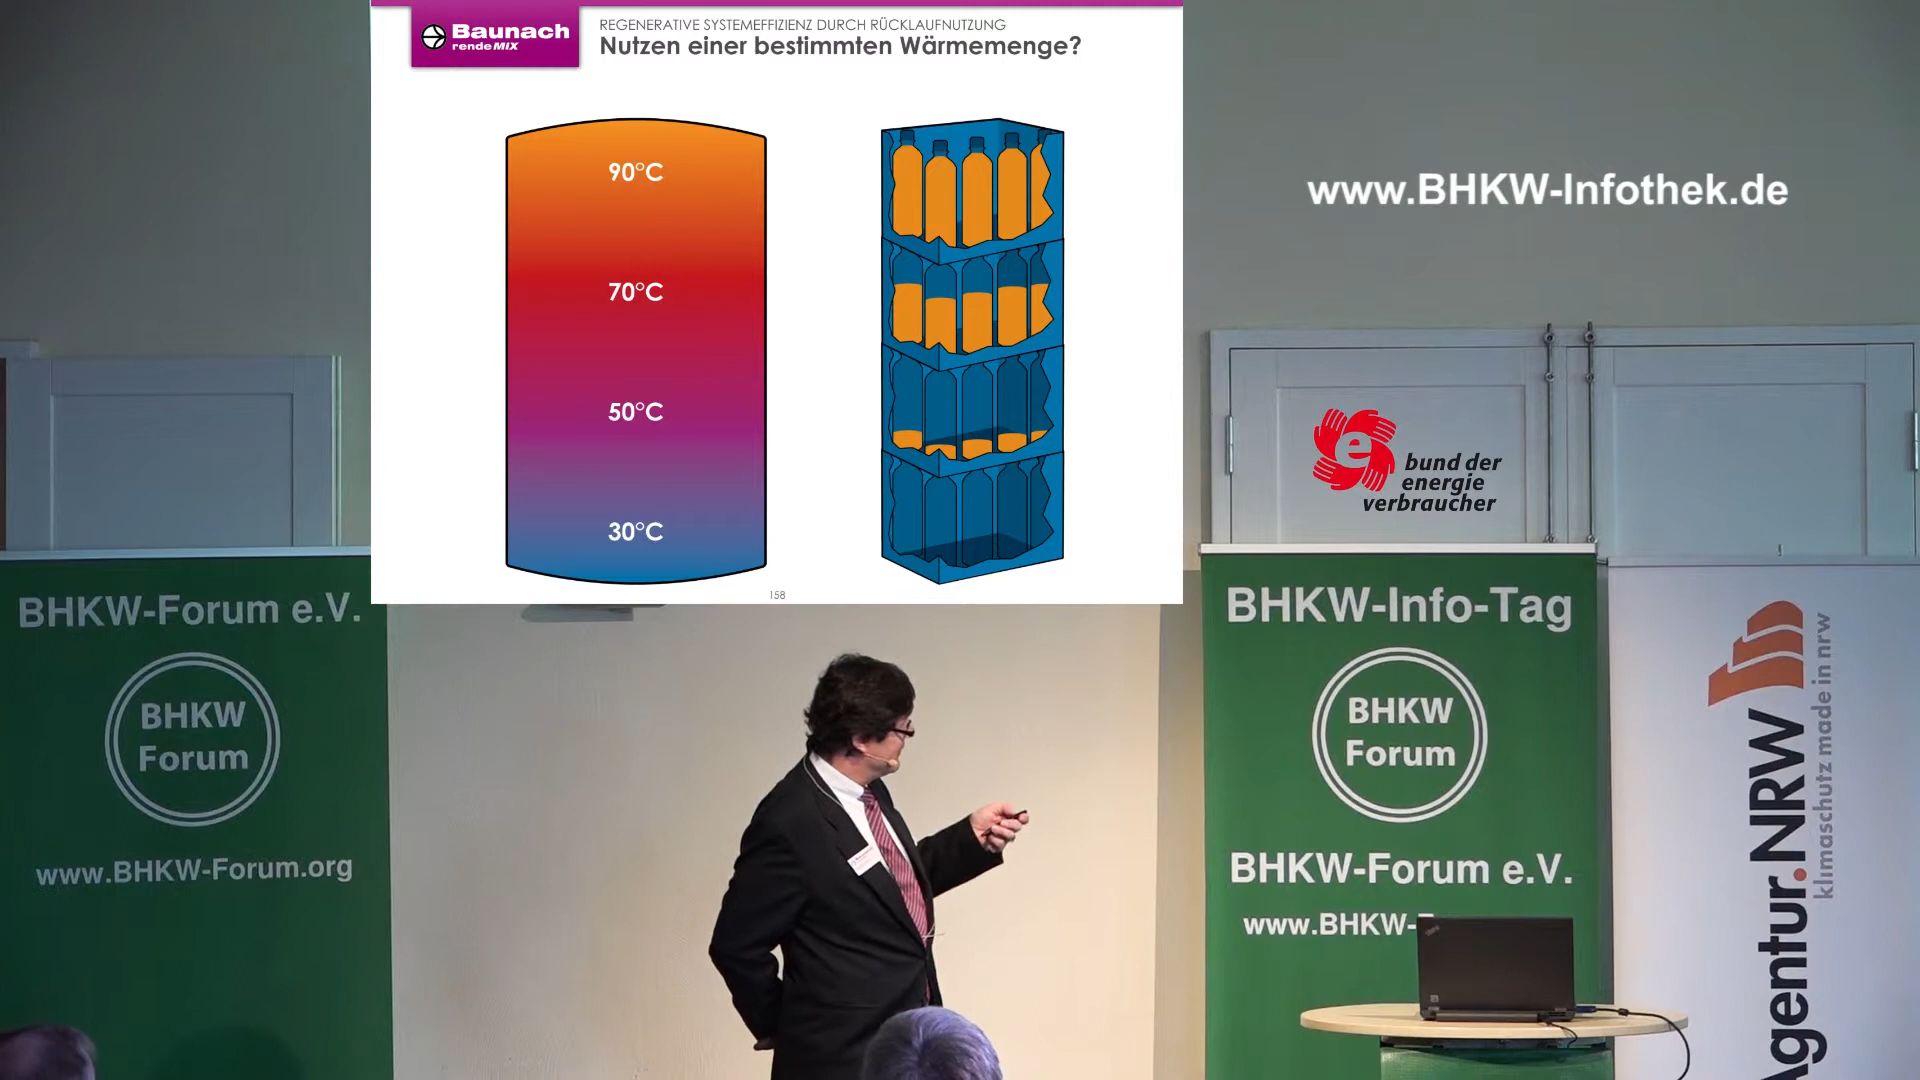 Baunach
rendeMIX
REGENERATIVE SYSTEMEFFIZIENZ DURCH RÜCKLAUFNUTZUNG
Nutzen einer bestimmten Wärmemenge?
90°C
70°C
50°C
30°C
158
www.BHKW-Infothek.de
e
bund der
energie
verbraucher
BHKW-Forum e.V.
BHKW
Forum
www.BHKW-Forum.org
BHKW-Info-Tag
BHKW
Forum
BHKW-Forum e.V.
www.BHKW-
Agentur.NRW
klimaschutz made in nrw